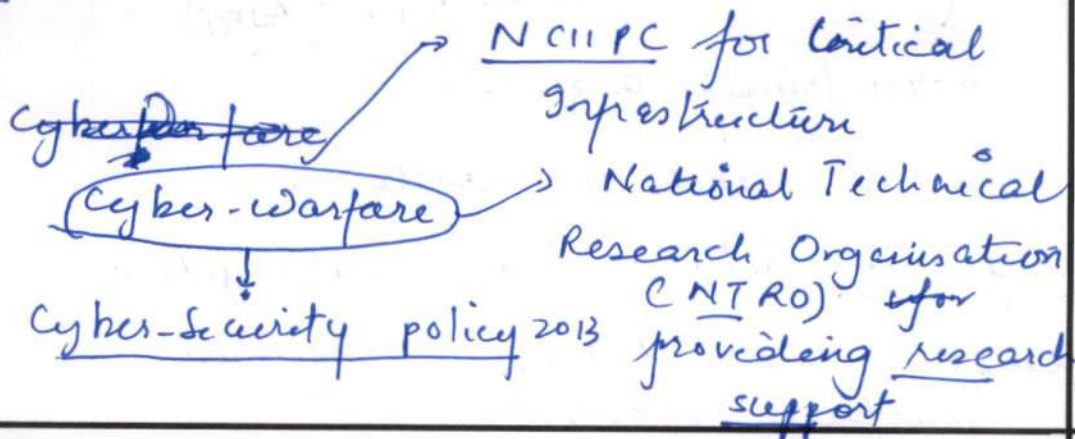 NCIIPC for Critical
Infrastructure
Cyber-warfare
National Technical
Research Organisation
(NTRO) for
providing research
support
Cyber-Security policy 2013